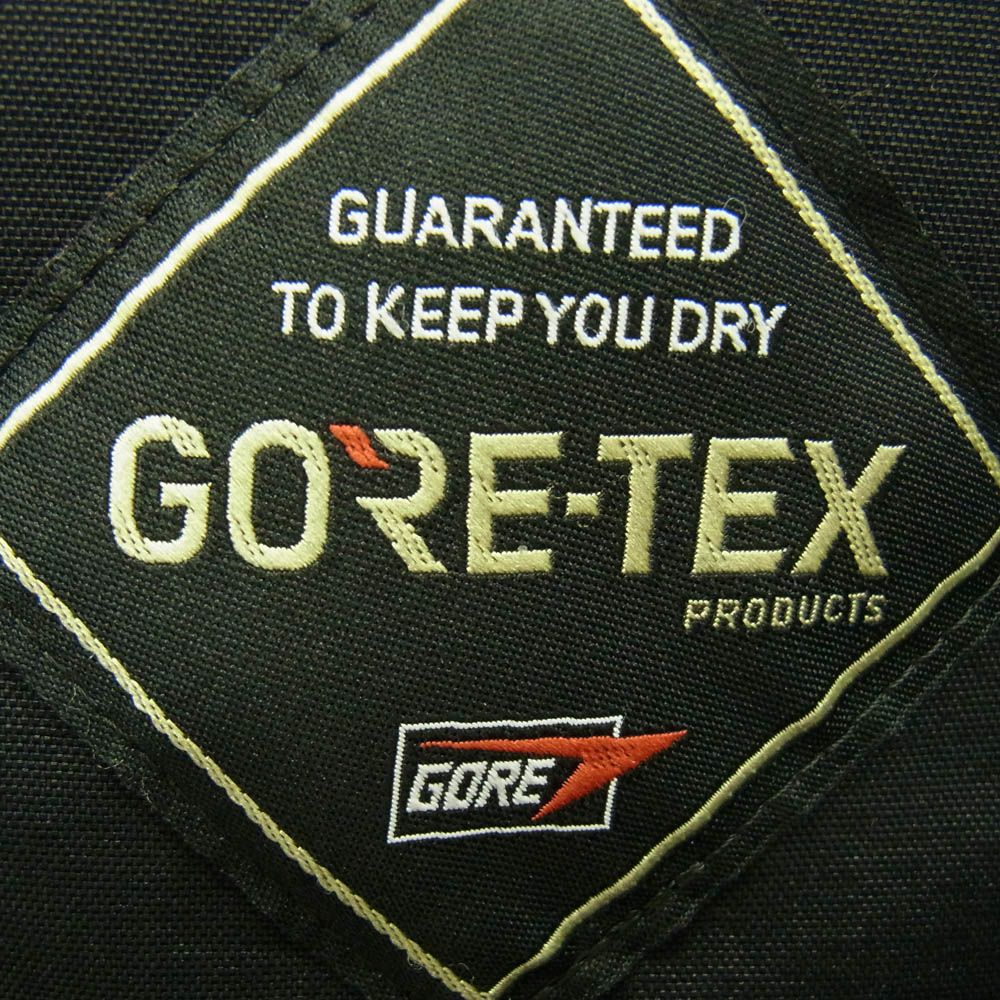 GUARANTEED
TO KEEP YOU DRY
GORE-TEX
PRODUCTS
GORE